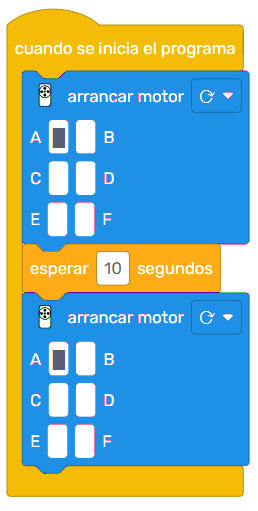 cuando se inicia el programa
arrancar motor
A B
C D
E F
esperar 10 segundos
arrancar motor
A B
C D
E F